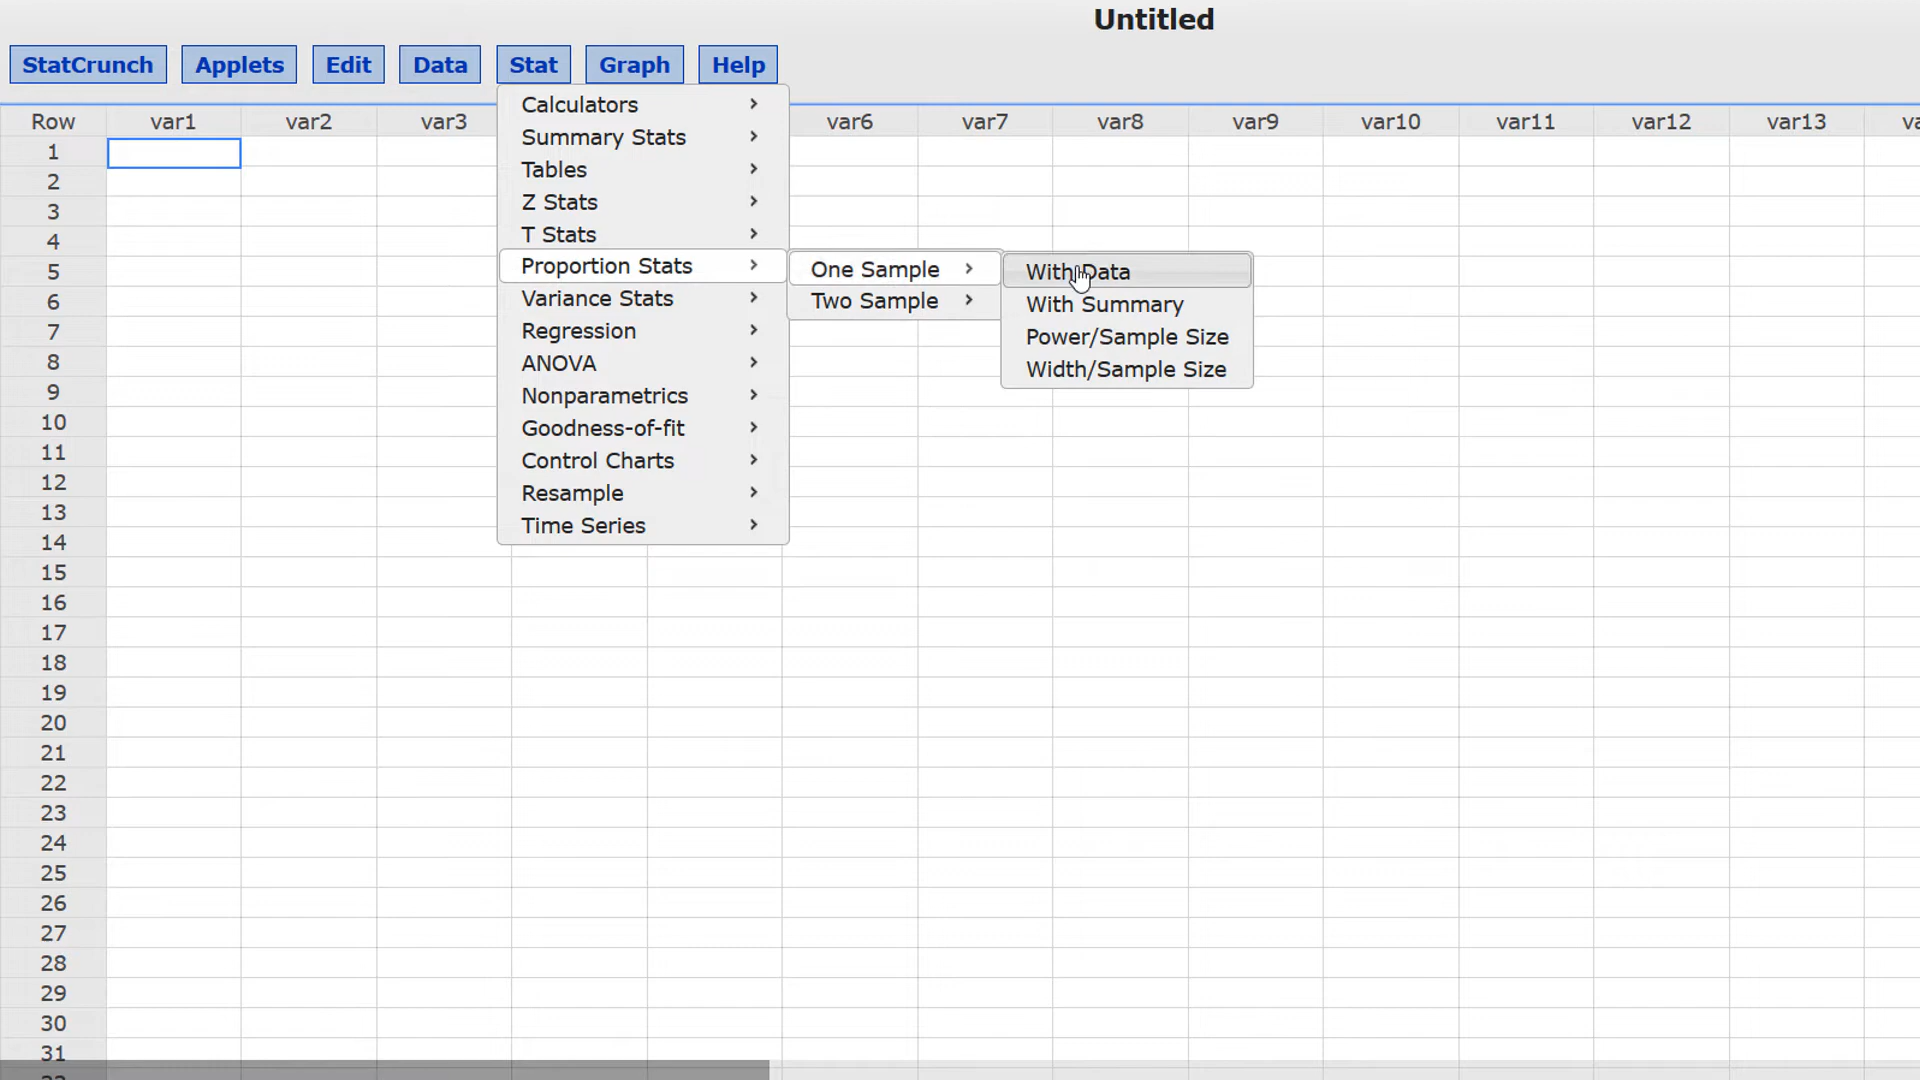 Untitled
StatCrunch Applets Edit Data Stat Graph Help
Row var1 var2 var3 var6 var7 var8 var9 var10 var11 var12 var13
Calculators
Summary Stats
Tables
Z Stats
T Stats
Proportion Stats
Variance Stats
Regression
ANOVA
Nonparametrics
Goodness-of-fit
Control Charts
Resample
Time Series
One Sample
Two Sample
With Data
With Summary
Power/Sample Size
Width/Sample Size
1
2
3
4
5
6
7
8
9
10
11
12
13
14
15
16
17
18
19
20
21
22
23
24
25
26
27
28
29
30
31